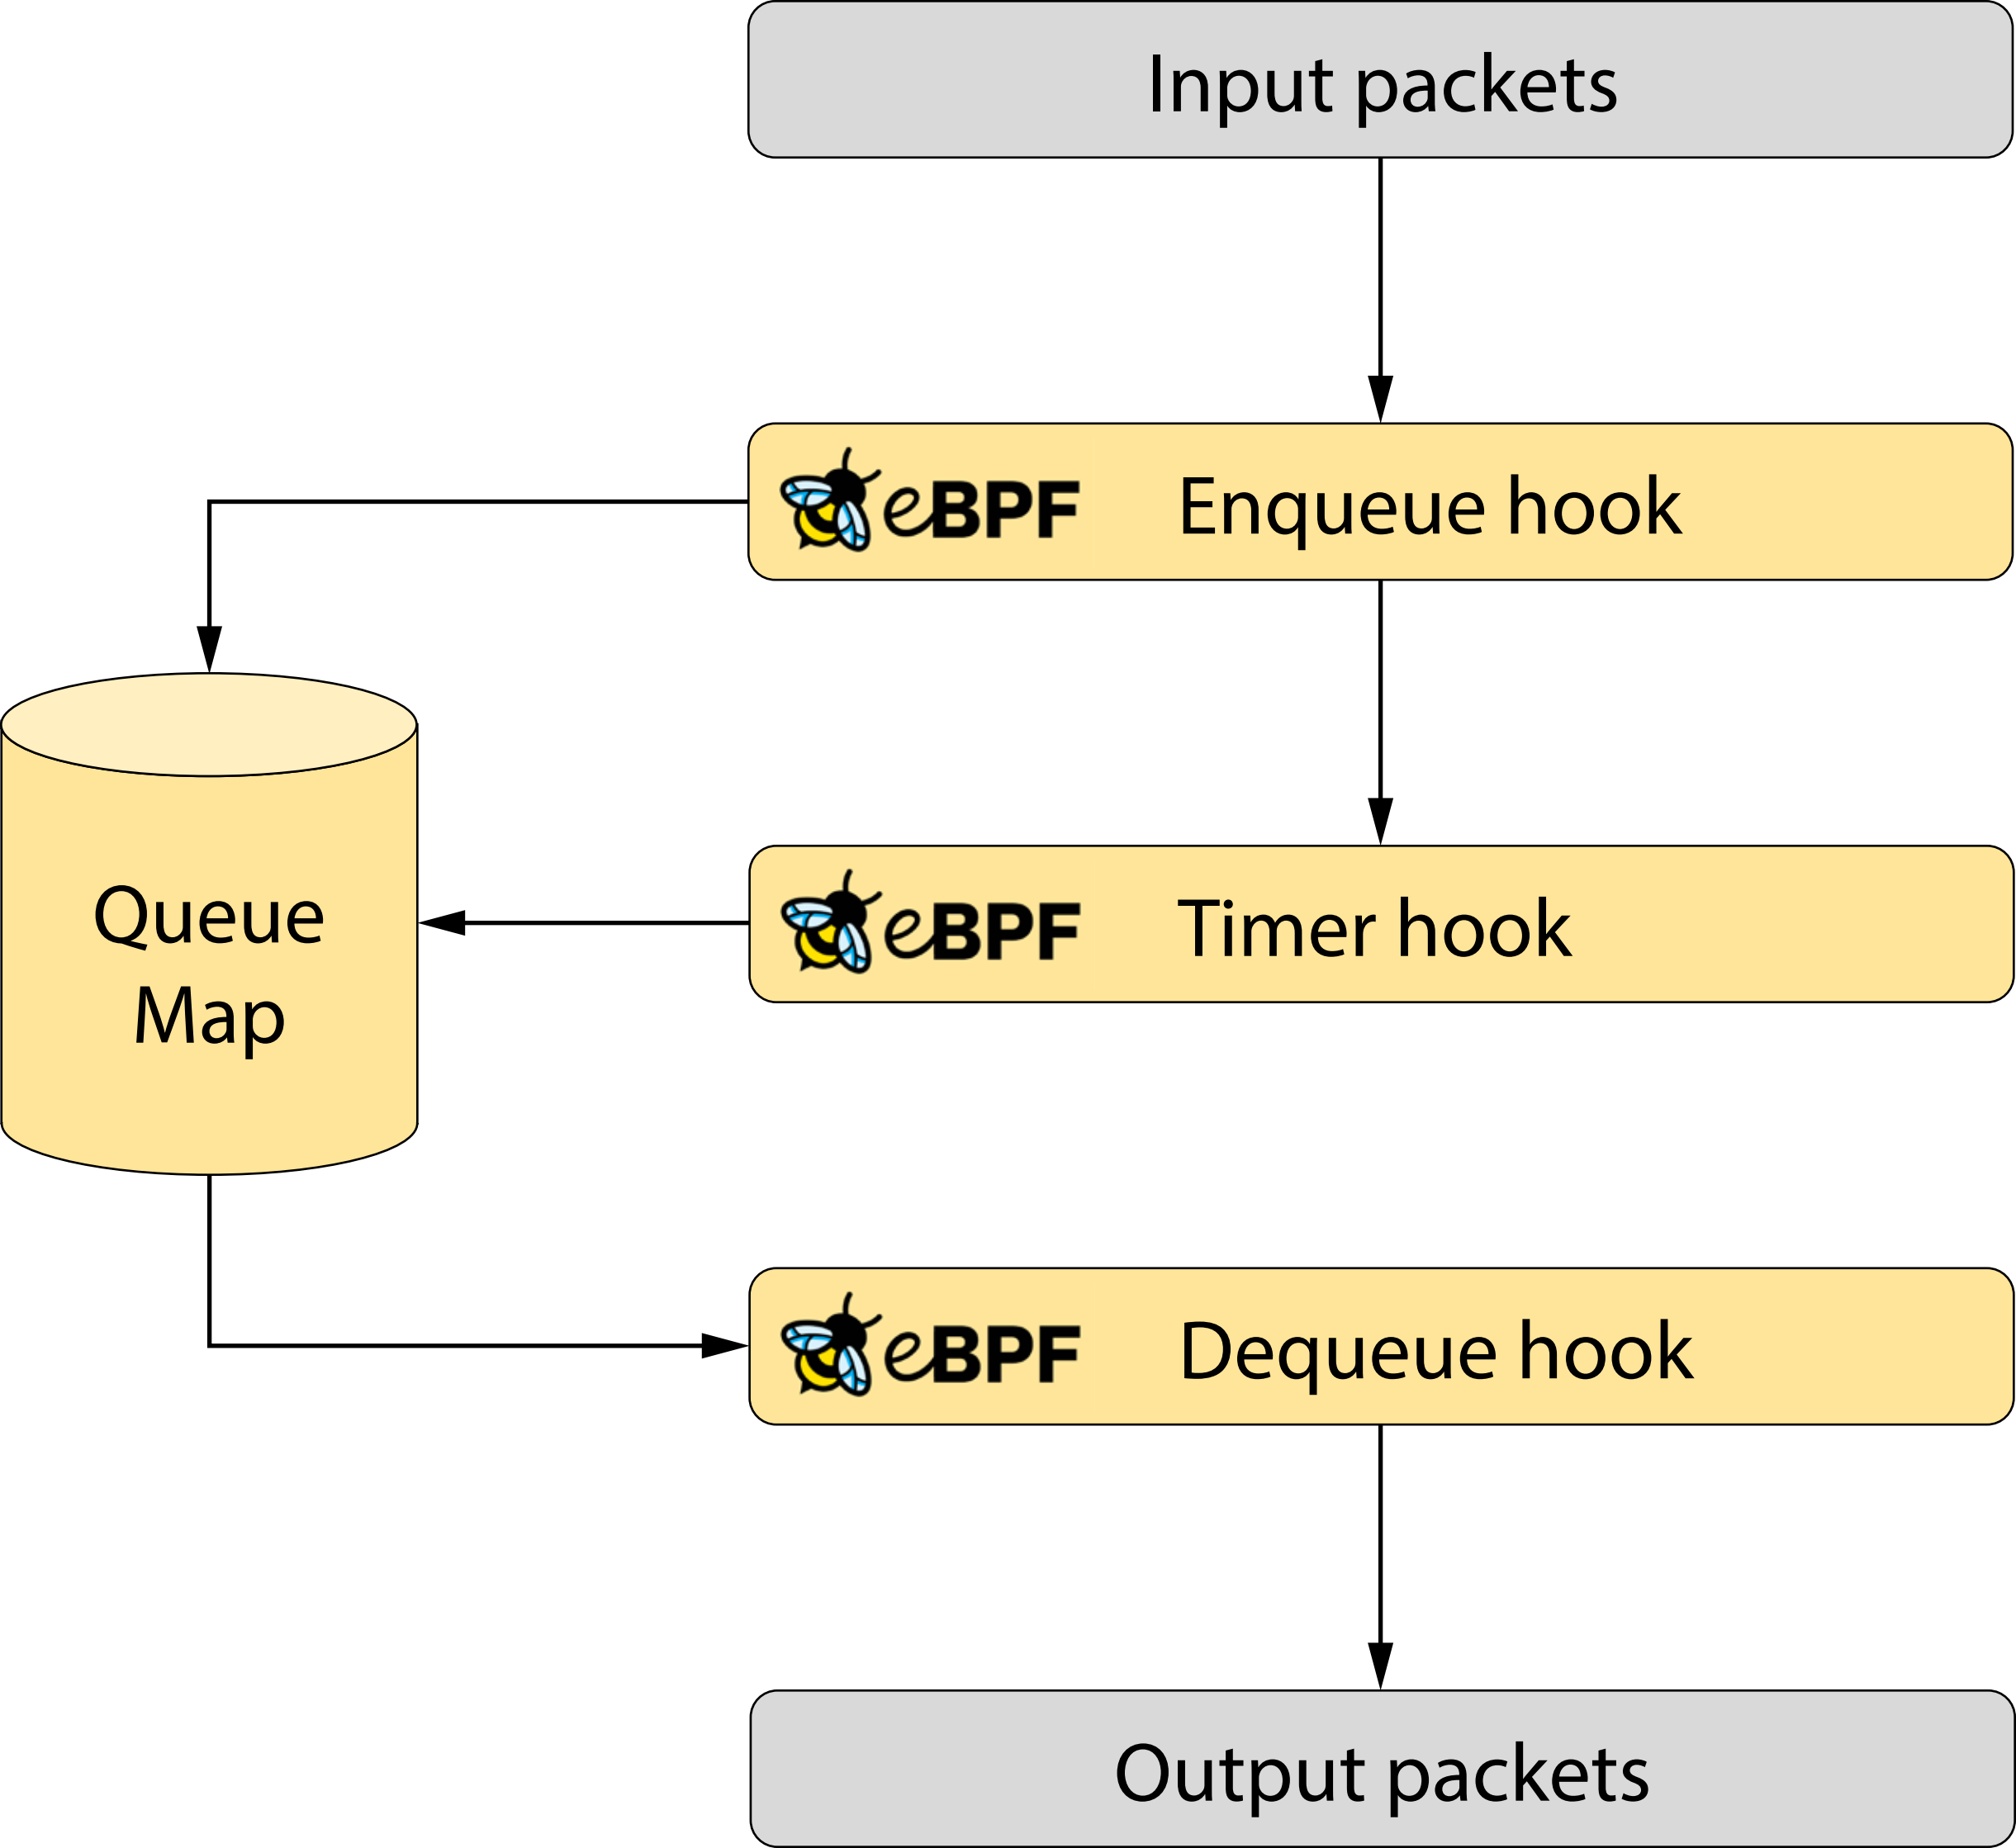 Input packets
eBPF Enqueue hook
eBPF Timer hook
Queue
Map
eBPF Dequeue hook
Output packets